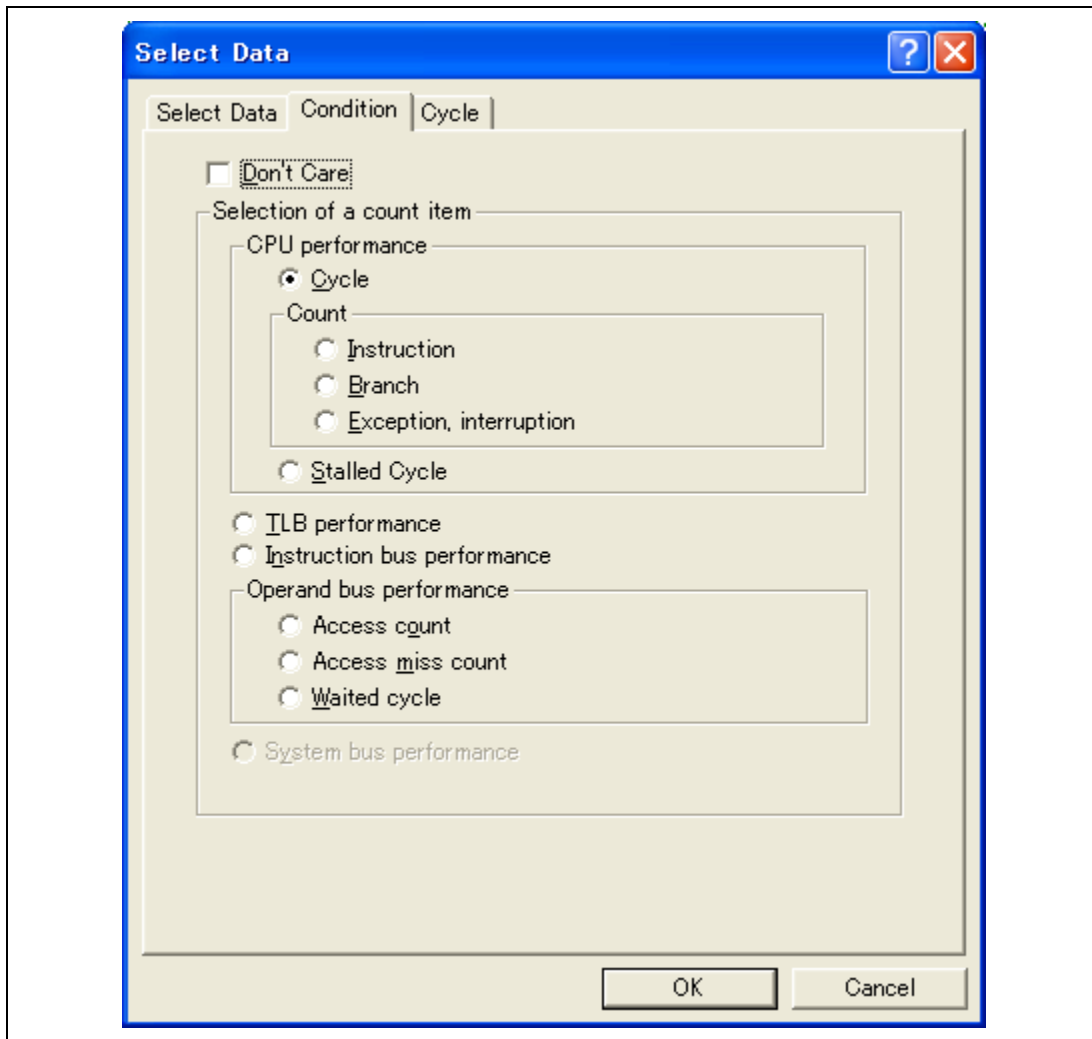 Select Data
Select Data Condition Cycle
Don't Care
Selection of a count item
CPU performance
Cycle
Count
Instruction
Branch
Exception, interruption
Stalled Cycle
TLB performance
Instruction bus performance
Operand bus performance
Access count
Access miss count
Waited cycle
System bus performance
OK Cancel